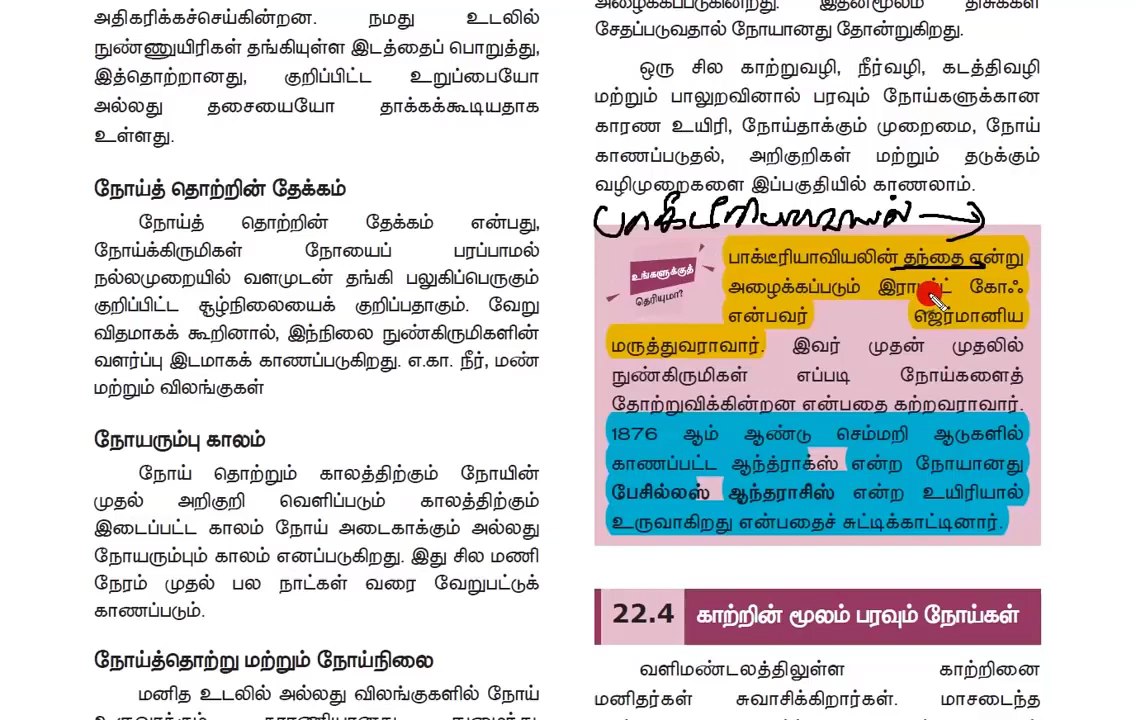 அதிகரிக்கச்செய்கின்றன. நமது உடலில்
நுண்ணுயிரிகள் தங்கியுள்ள இடத்தைப் பொறுத்து,
இத்தொற்றானது, குறிப்பிட்ட உறுப்பையோ
அல்லது தசையையோ தாக்கக்கூடியதாக
உள்ளது.
நோய்த் தொற்றின் தேக்கம்
நோய்த் தொற்றின் தேக்கம் என்பது,
நோய்க்கிருமிகள் நோயைப் பரப்பாமல்
நல்லமுறையில் வளமுடன் தங்கி பலுகிப்பெருகும்
குறிப்பிட்ட சூழ்நிலையைக் குறிப்பதாகும். வேறு
விதமாகக் கூறினால், இந்நிலை நுண்கிருமிகளின்
வளர்ப்பு இடமாகக் காணப்படுகிறது. எ.கா. நீர், மண்
மற்றும் விலங்குகள்
நோயரும்பு காலம்
நோய் தொற்றும் காலத்திற்கும் நோயின்
முதல் அறிகுறி வெளிப்படும் காலத்திற்கும்
இடைப்பட்ட காலம் நோய் அடைகாக்கும் அல்லது
நோயரும்பும் காலம் எனப்படுகிறது. இது சில மணி
நேரம் முதல் பல நாட்கள் வரை வேறுபட்டுக்
காணப்படும்.
நோய்த்தொற்று மற்றும் நோய்நிலை
மனித உடலில் அல்லது விலங்குகளில் நோய்
அழைக்கப்படுகின்றது. இதன்மூலம் திசுக்கள்
சேதப்படுவதால் நோயானது தோன்றுகிறது.
ஒரு சில காற்றுவழி, நீர்வழி, கடத்திவழி
மற்றும் பாலுறவினால் பரவும் நோய்களுக்கான
காரண உயிரி, நோய்தாக்கும் முறைமை, நோய்
காணப்படுதல், அறிகுறிகள் மற்றும் தடுக்கும்
வழிமுறைகளை இப்பகுதியில் காணலாம்.
உங்களுக்குத்
தெரியுமா?
பாக்டீரியாவியலின் தந்தை என்று
அழைக்கப்படும் கோஃ
என்பவர் ஜெர்மானிய
மருத்துவராவார். இவர் முதன் முதலில்
நுண்கிருமிகள் எப்படி நோய்களைத்
தோற்றுவிக்கின்றன என்பதை கற்றவராவார்.
1876 ஆம் ஆண்டு செம்மறி ஆடுகளில்
காணப்பட்ட ஆந்த்ராக்ஸ் என்ற நோயானது
பேசில்லஸ் ஆந்தராசிஸ் என்ற உயிரியால்
உருவாகிறது என்பதைச் சுட்டிக்காட்டினார்.
22.4 காற்றின் மூலம் பரவும் நோய்கள்
வளிமண்டலத்திலுள்ள காற்றினை
மனிதர்கள் சுவாசிக்கிறார்கள். மாசடைந்த